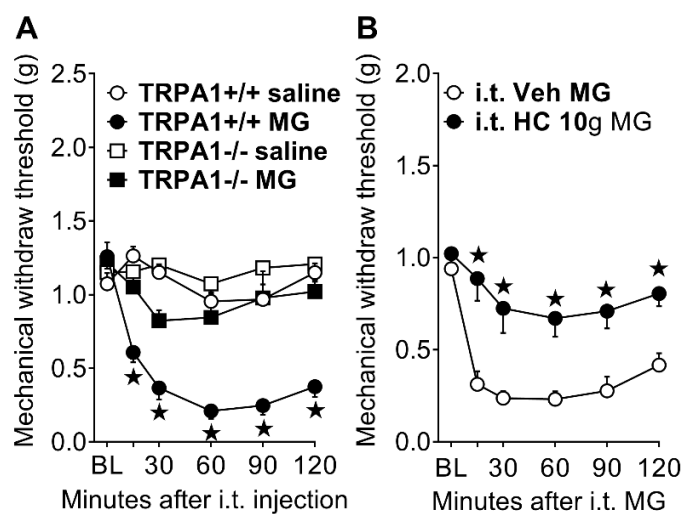 A
Mechanical withdraw threshold (g)
2.5
2.0
1.5
1.0
0.5
0.0
TRPA1+/+ saline
TRPA1+/+ MG
TRPA1-/- saline
TRPA1-/- MG
BL 30 60 90 120
Minutes after i.t. injection
B
Mechanical withdraw threshold (g)
2.0
1.5
1.0
0.5
0.0
i.t. Veh MG
i.t. HC 10g MG
BL 30 60 90 120
Minutes after i.t. MG